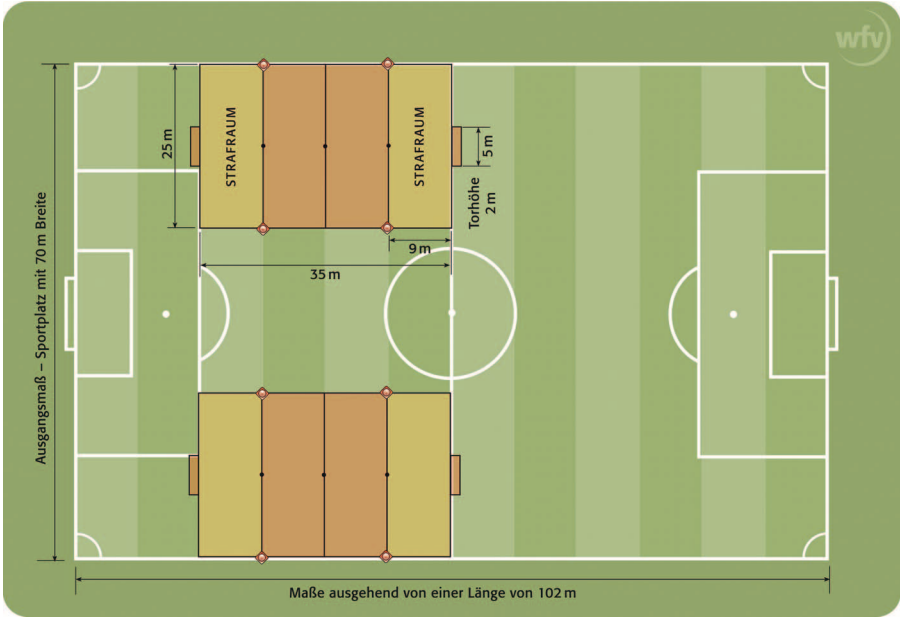 wfv
STRAFRAUM
STRAFRAUM
25 m
5 m
Torhöhe
2 m
9 m
35 m
Ausgangsmaß – Sportplatz mit 70 m Breite
Maße ausgehend von einer Länge von 102 m